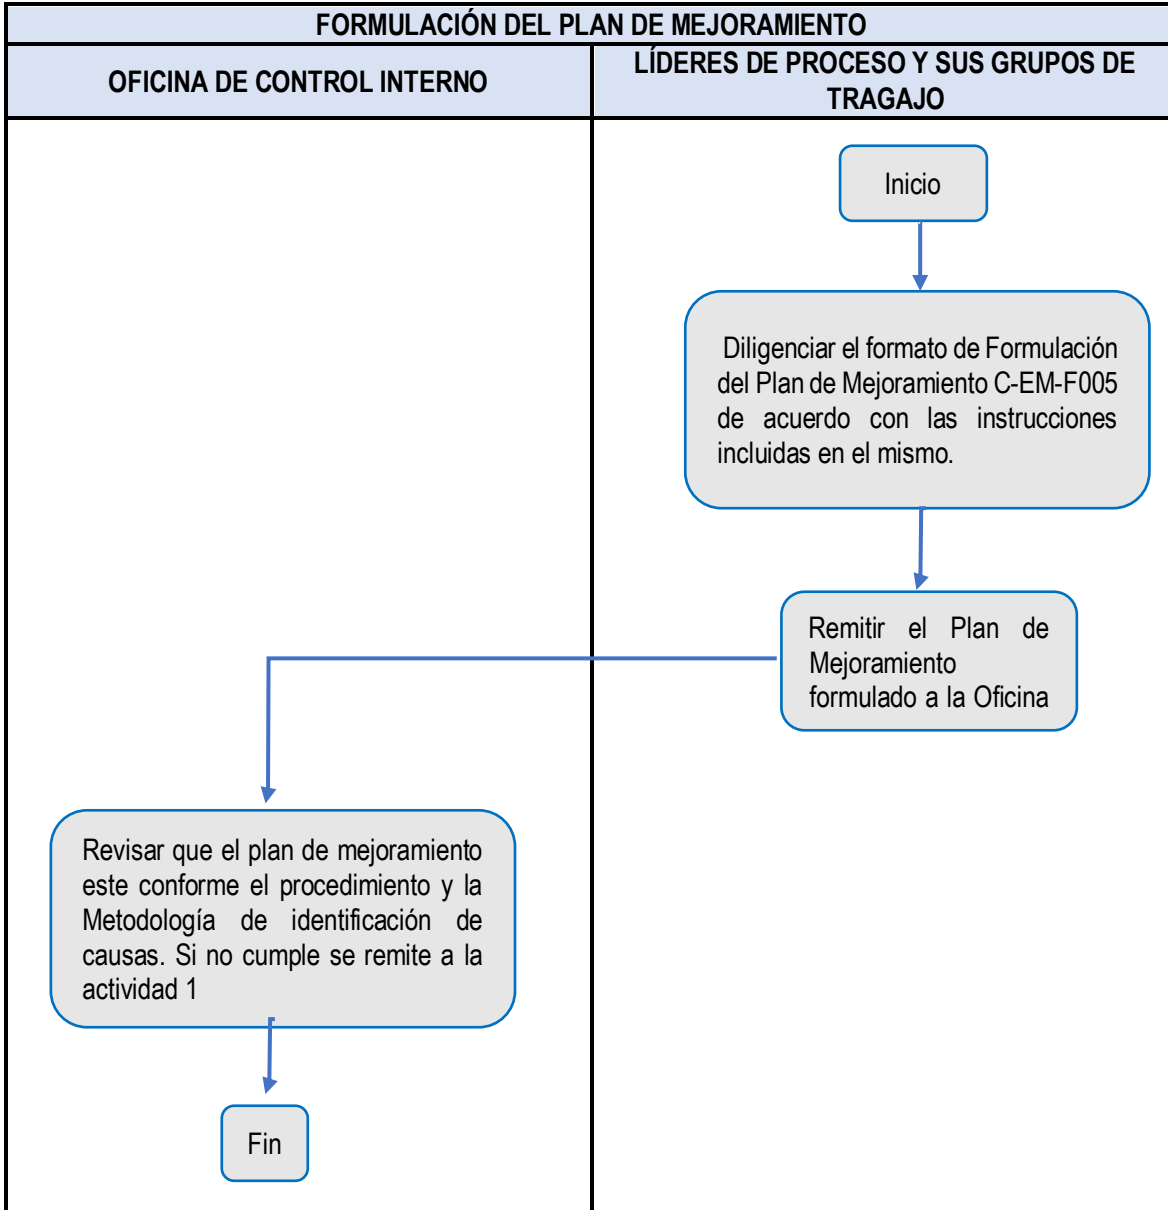 FORMULACIÓN DEL PLAN DE MEJORAMIENTO
OFICINA DE CONTROL INTERNO
LÍDERES DE PROCESO Y SUS GRUPOS DE
TRAGAJO
Inicio
Diligenciar el formato de Formulación
del Plan de Mejoramiento C-EM-F005
de acuerdo con las instrucciones
incluidas en el mismo.
Remitir el Plan de
Mejoramiento
formulado a la Oficina
Revisar que el plan de mejoramiento
este conforme el procedimiento y la
Metodología de identificación de
causas. Si no cumple se remite a la
actividad 1
Fin